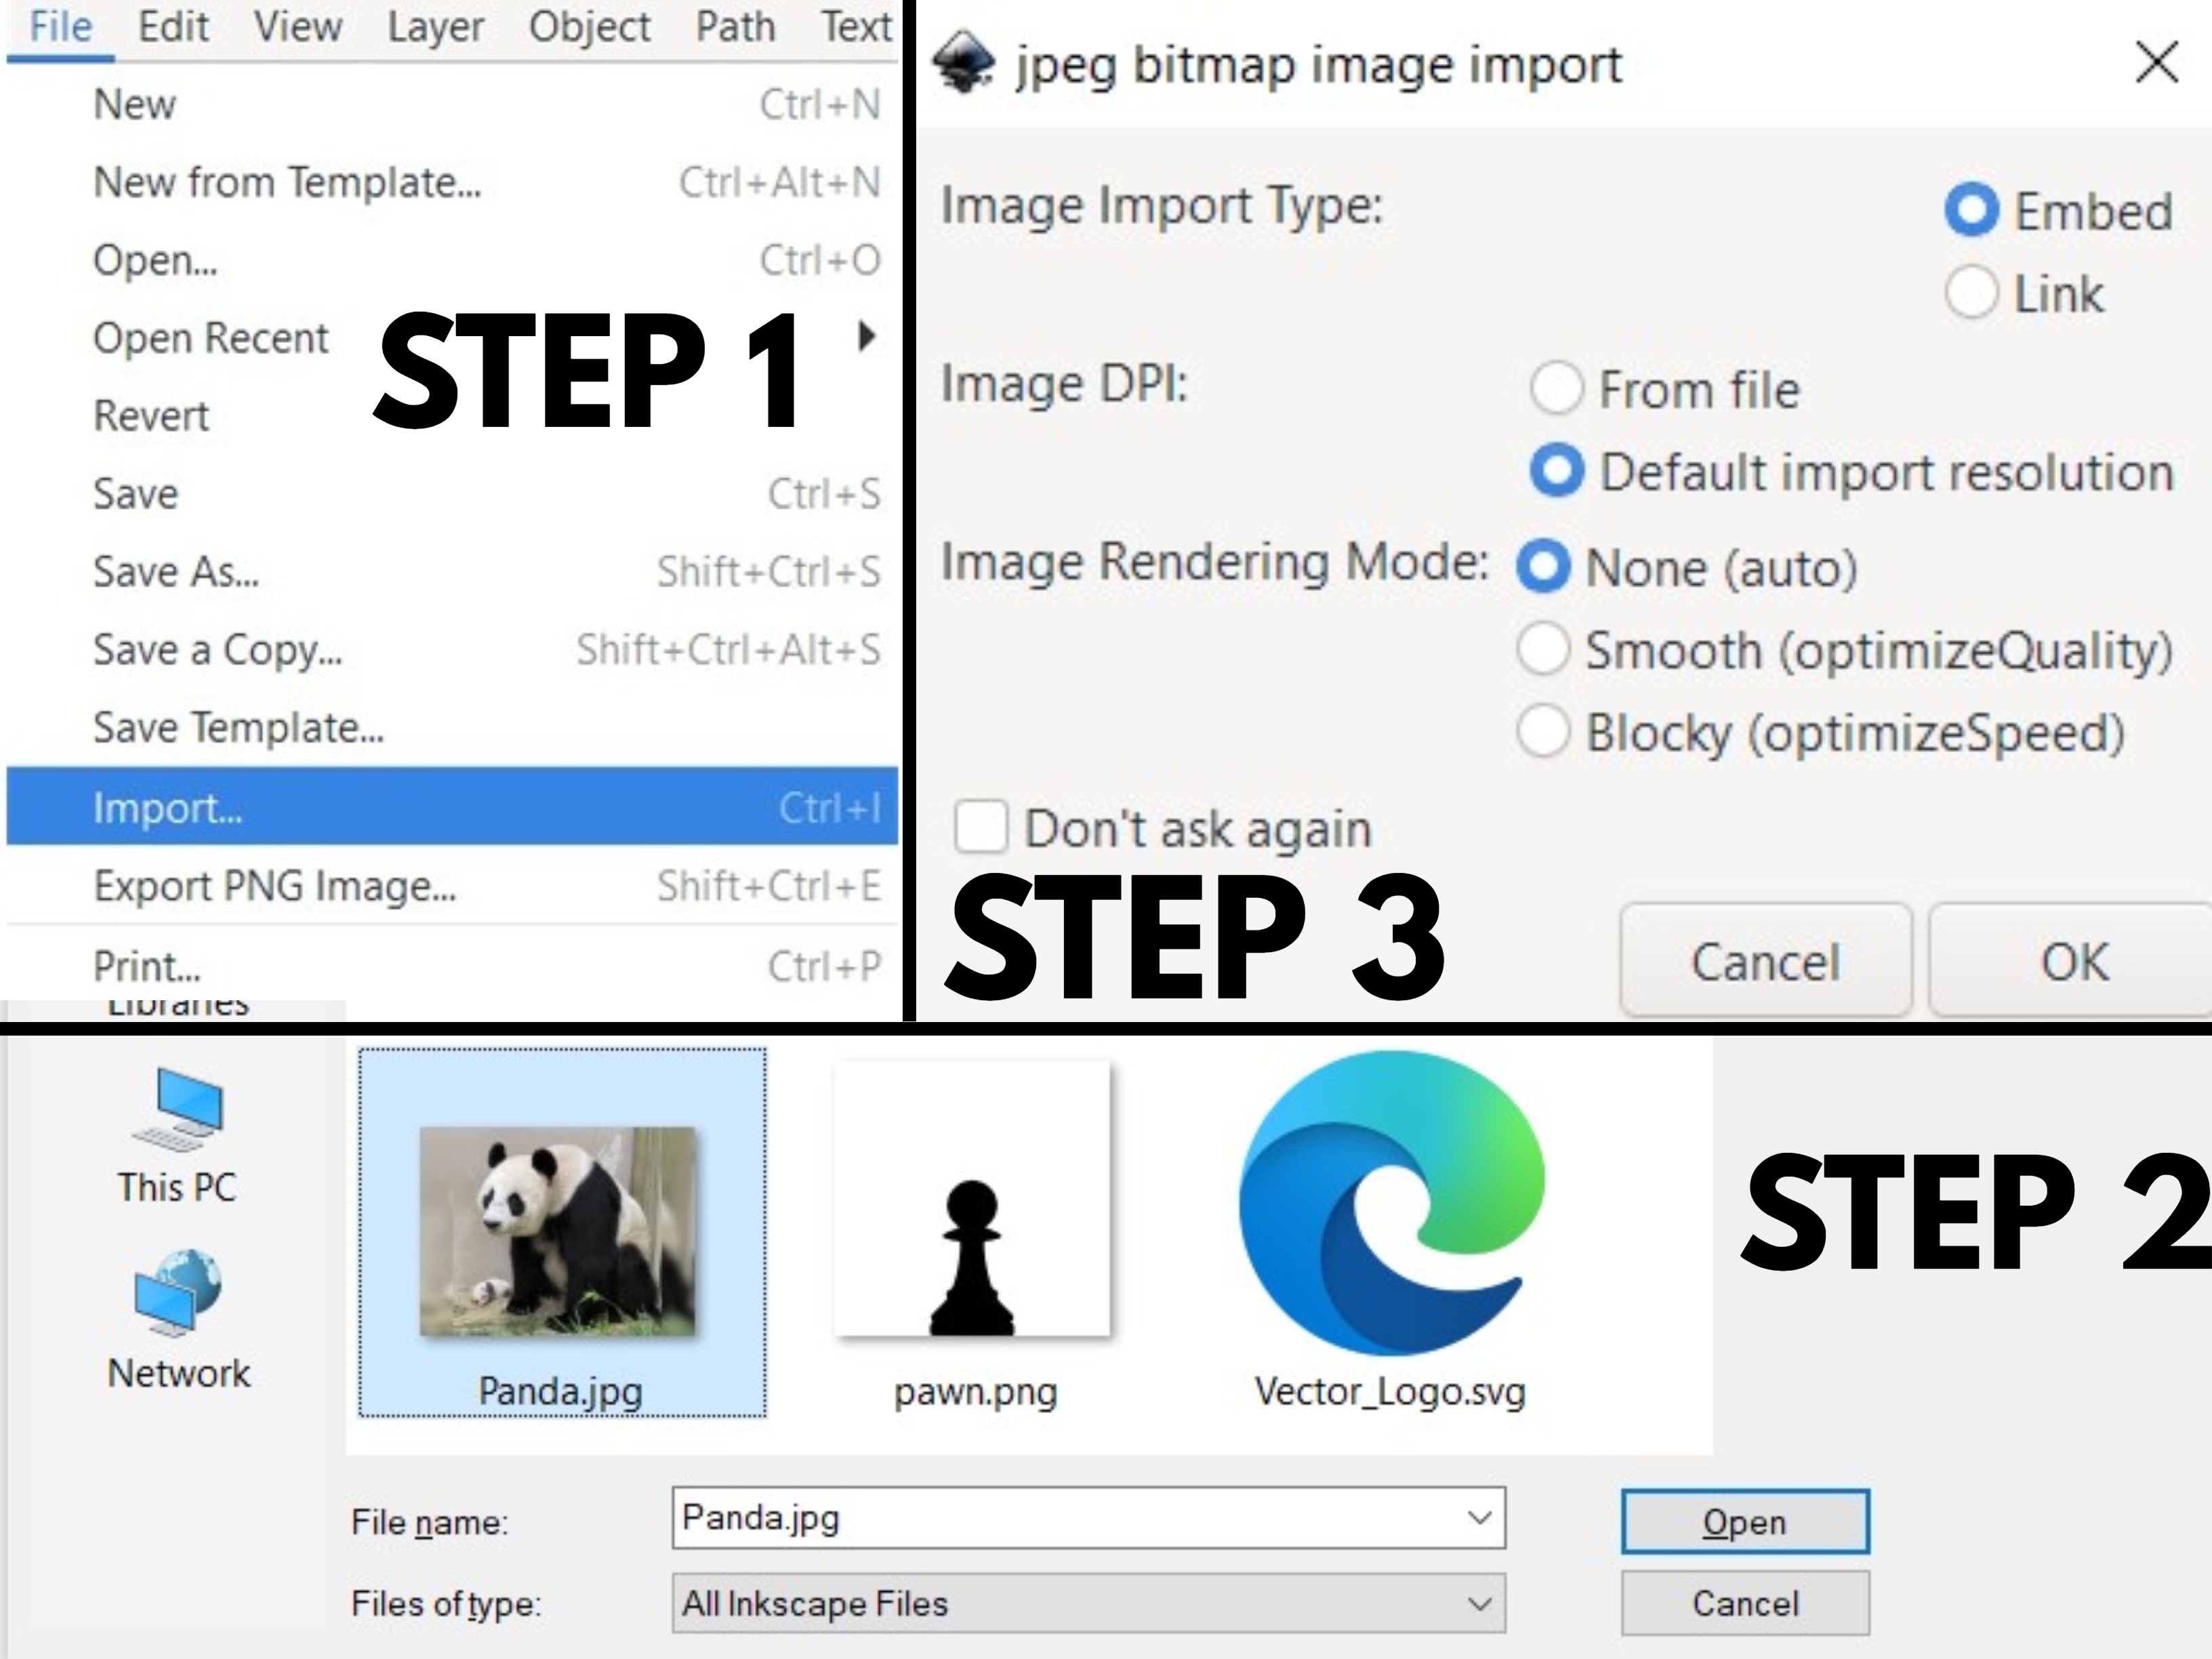 File Edit View Layer Object Path Text
New Ctrl+N
New from Template... Ctrl+Alt+N
Open... Ctrl+O
Open Recent
STEP 1
Revert
Save Ctrl+S
Save As... Shift+Ctrl+S
Save a Copy... Shift+Ctrl+Alt+S
Save Template...
Import... Ctrl+I
Export PNG Image... Shift+Ctrl+E
Print... Ctrl+P
jpeg bitmap image import
Image Import Type: Embed
Link
Image DPI: From file
Default import resolution
Image Rendering Mode: None (auto)
Smooth (optimizeQuality)
Blocky (optimizeSpeed)
Don't ask again
STEP 3
Cancel OK
Libraries
This PC
Network
Panda.jpg pawn.png Vector_Logo.svg
STEP 2
File name: Panda.jpg Open
Files of type: All Inkscape Files Cancel